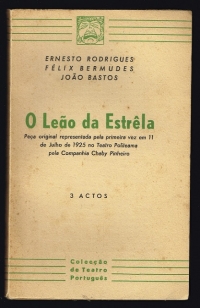 ERNESTO RODRIGUES
FÉLIX BERMUDES
JOÃO BASTOS
O Leão da Estrêla
Peça original representada pela primeira vez em 11
de Julho de 1925 no Teatro Politeama
pela Companhia Chaby Pinheiro
3 ACTOS
Colecção
de Teatro
Português